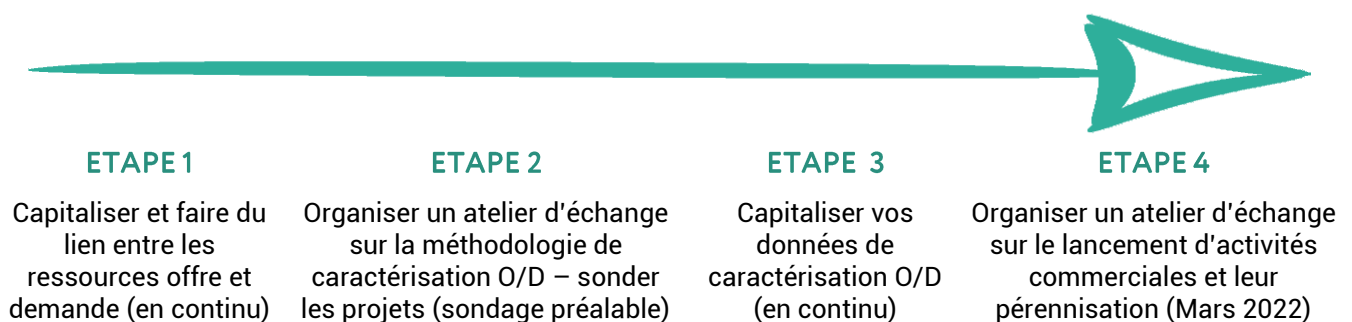 ETAPE 1
Capitaliser et faire du
lien entre les
ressources offre et
demande (en continu)
ETAPE 2
Organiser un atelier d'échange
sur la méthodologie de
caractérisation O/D – sonder
les projets (sondage préalable)
ETAPE 3
Capitaliser vos
données de
caractérisation O/D
(en continu)
ETAPE 4
Organiser un atelier d'échange
sur le lancement d'activités
commerciales et leur
pérennisation (Mars 2022)